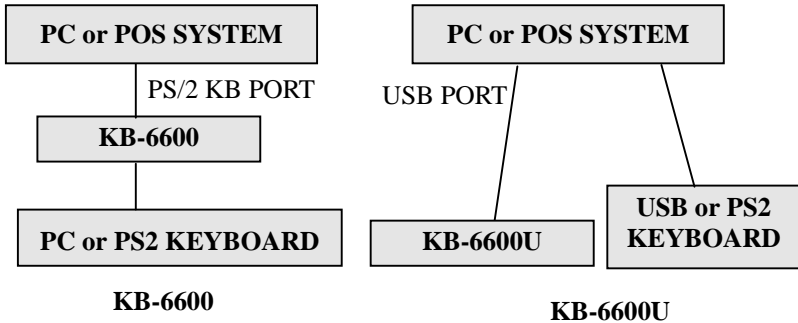 PC or POS SYSTEM
PS/2 KB PORT
KB-6600
PC or PS2 KEYBOARD
KB-6600
PC or POS SYSTEM
USB PORT
KB-6600U
USB or PS2
KEYBOARD
KB-6600U